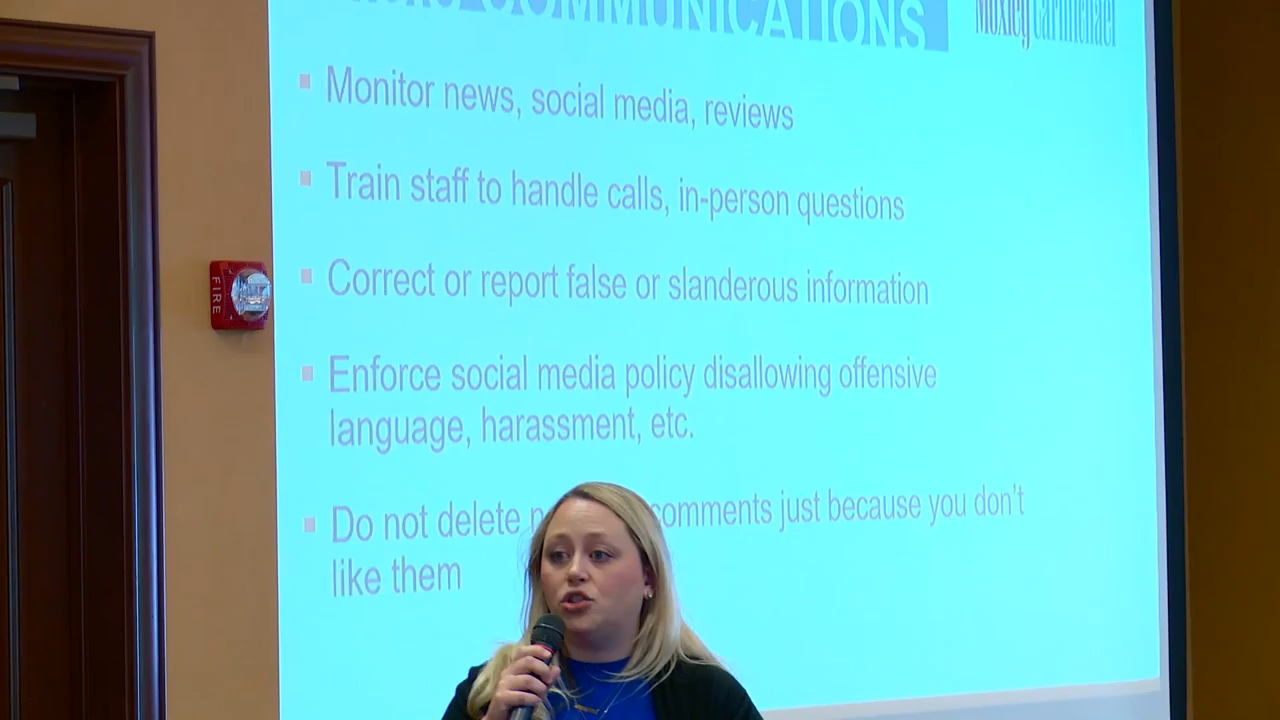 COMMUNICATIONS
Moxley Carmichael
Monitor news, social media, reviews
Train staff to handle calls, in-person questions
Correct or report false or slanderous information
FIRE
Enforce social media policy disallowing offensive
language, harassment, etc.
Do not delete comments just because you don't
like them